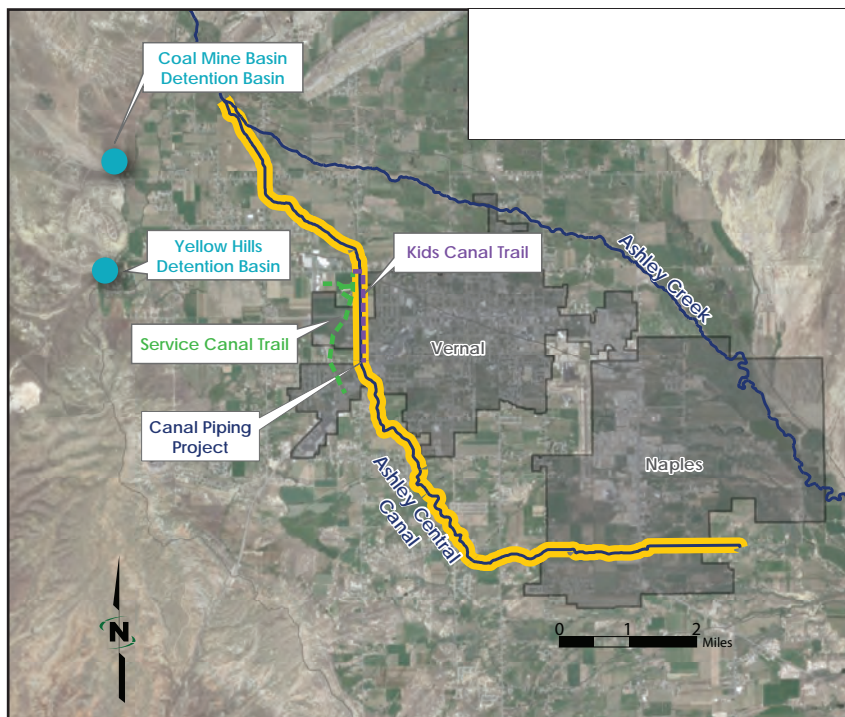 Coal Mine Basin
Detention Basin
Yellow Hills
Detention Basin
Kids Canal Trail
Ashley Creek
Service Canal Trail
Vernal
Canal Piping
Project
Naples
Ashley Central
Canal
N
0 1 2
Miles